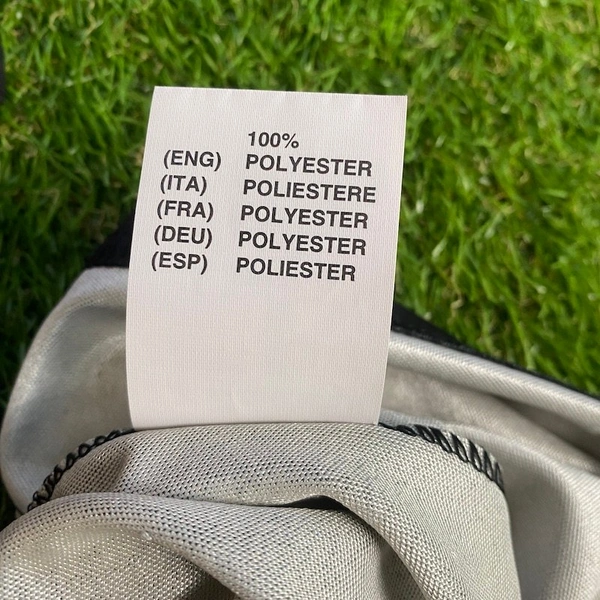 100%
(ENG) POLYESTER
(ITA) POLIESTERE
(FRA) POLYESTER
(DEU) POLYESTER
(ESP) POLIESTER